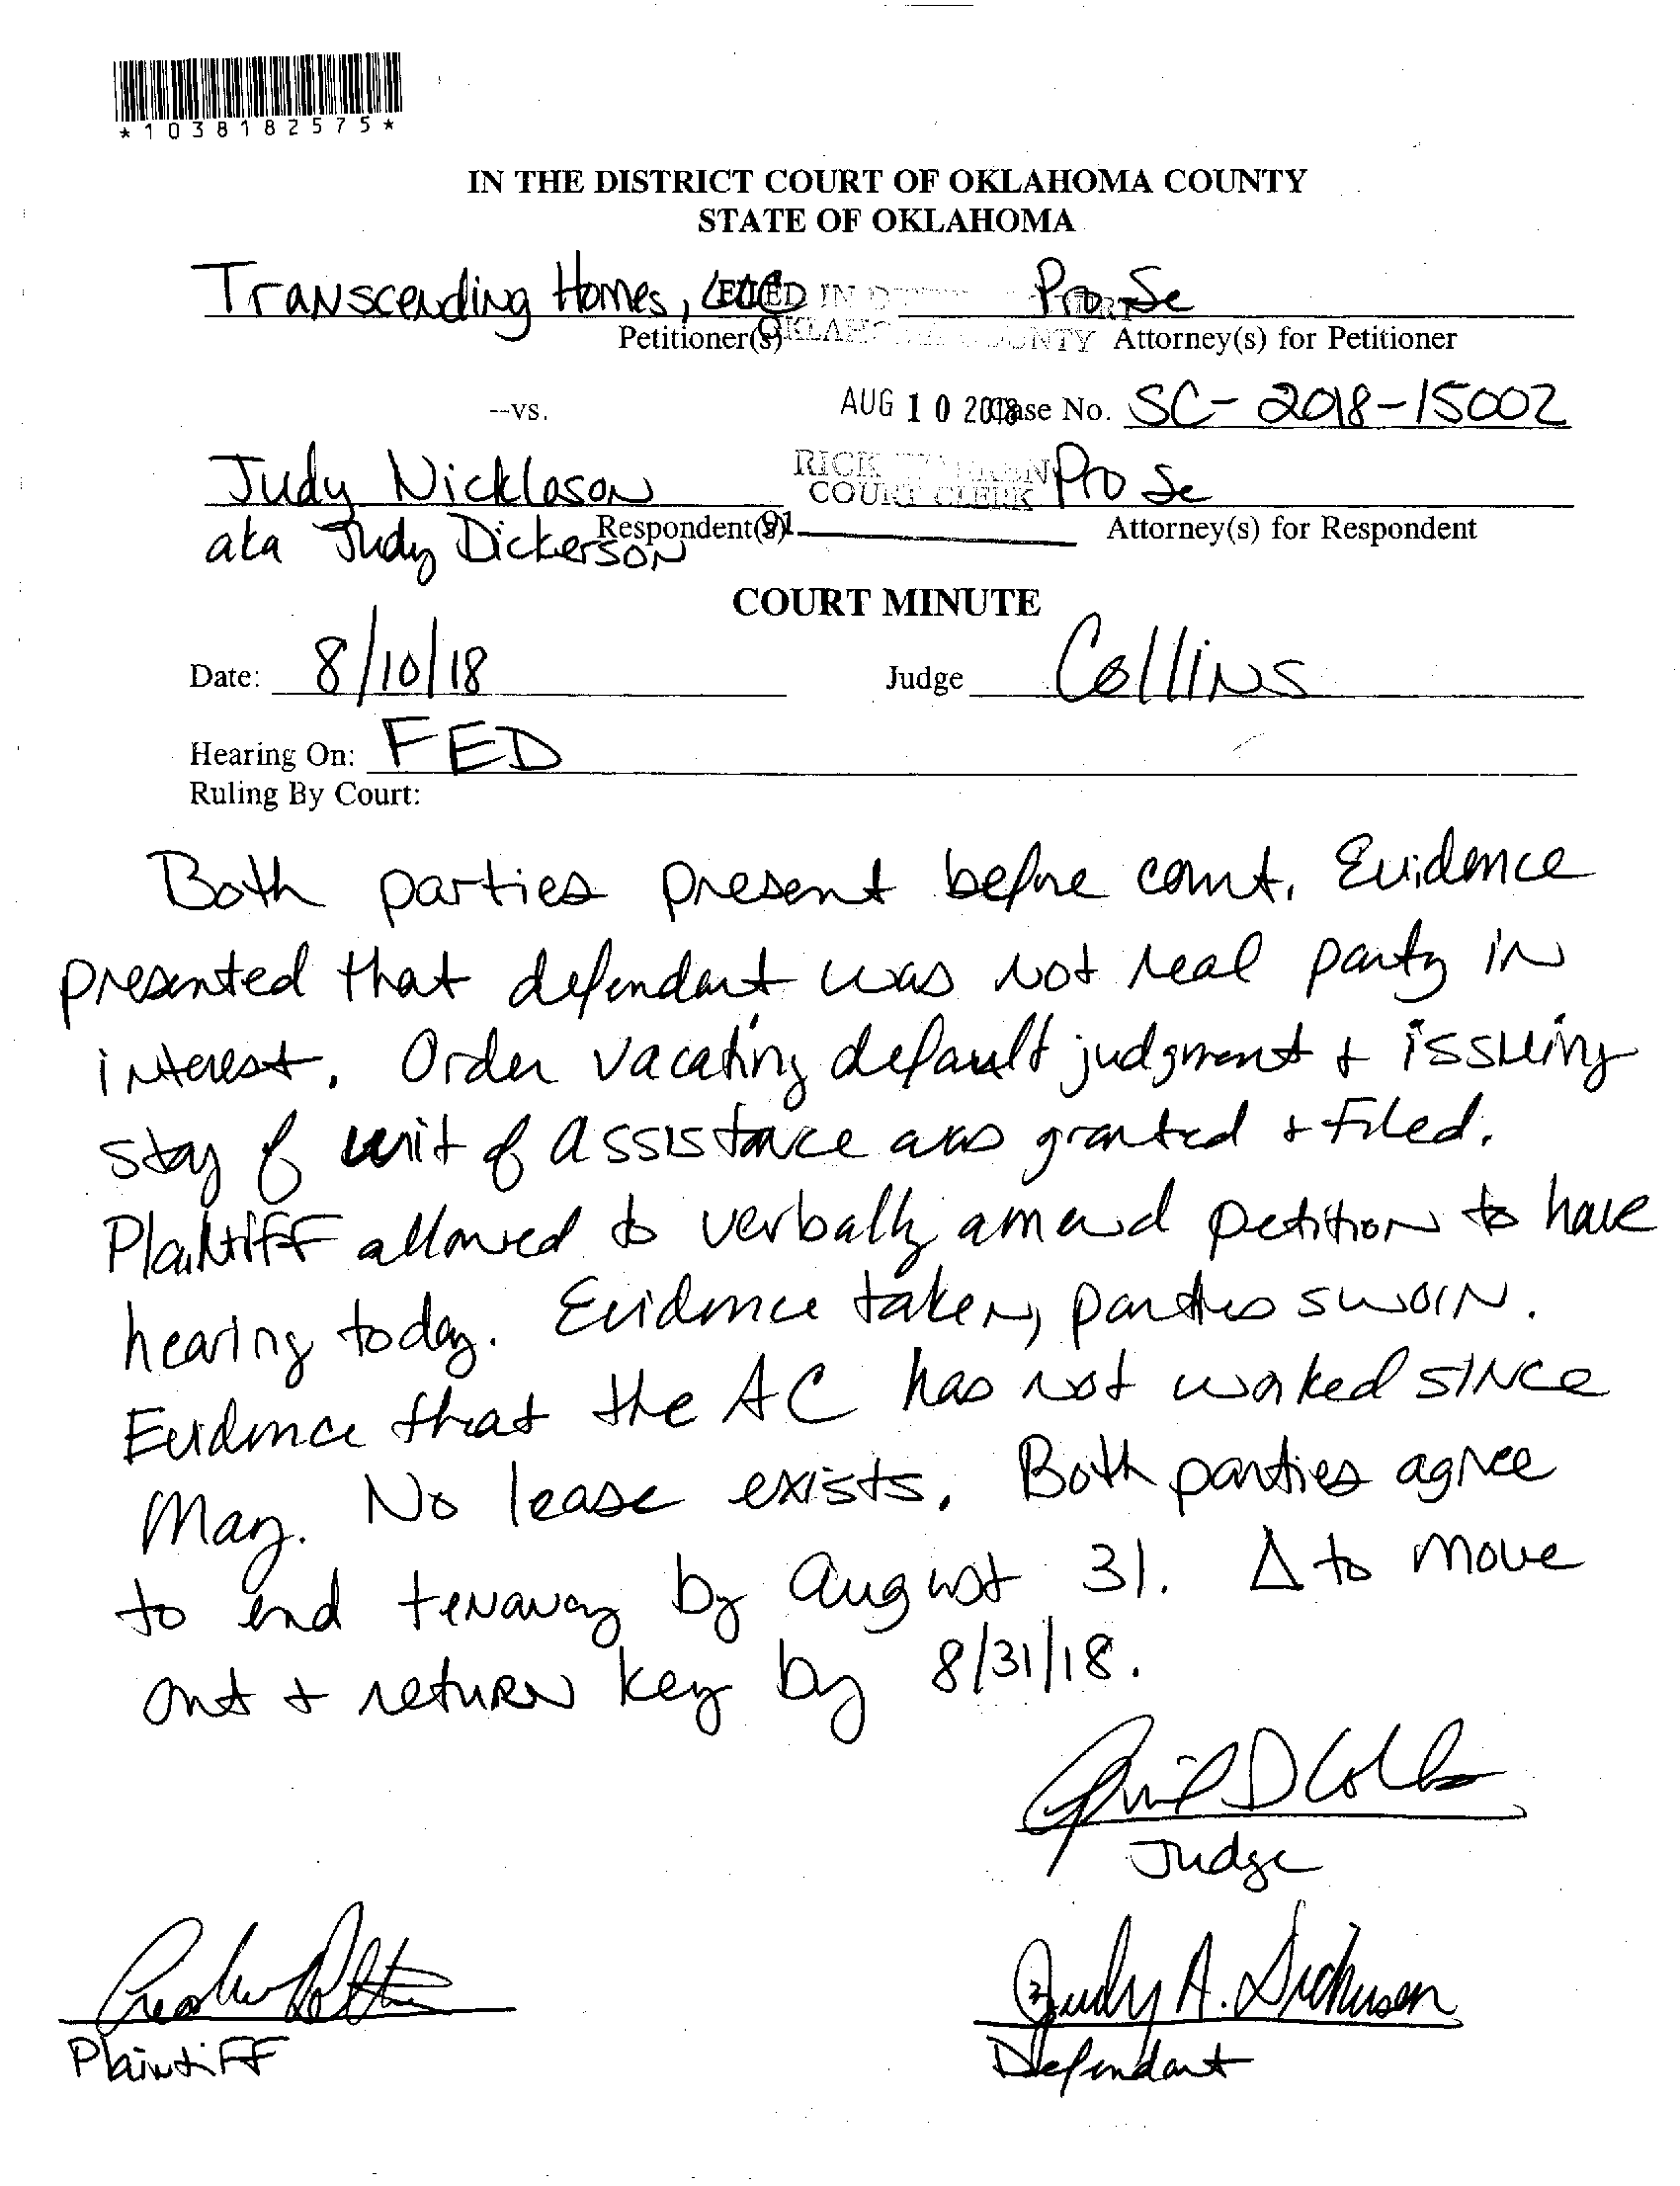 *1038182575*
IN THE DISTRICT COURT OF OKLAHOMA COUNTY
STATE OF OKLAHOMA
Transcending Homes, LLC Pro Se
FILED IN COURT
Petitioner(s) OKLAHOMA COUNTY Attorney(s) for Petitioner
--vs. AUG 10 2018 Case No. SC-2018-15002
Judy Nicklason RICK Pro Se
COURT CLERK
Respondent(s) 91 Attorney(s) for Respondent
aka Judy Dickerson
COURT MINUTE
Date: 8/10/18 Judge Collins
Hearing On: FED
Ruling By Court:
Both parties present before court. Evidence
presented that defendant was not real party in
interest. Order vacating default judgment + issuing
stay of writ of assistance was granted + filed.
Plaintiff allowed to verbally amend petition to have
hearing today. Evidence taken, parties sworn.
Evidence that the AC has not worked since
May. No lease exists. Both parties agree
to end tenancy by August 31. Δ to move
out + return key by 8/31/18.
Judge
Judy A. Dickerson
Plaintiff
Defendant